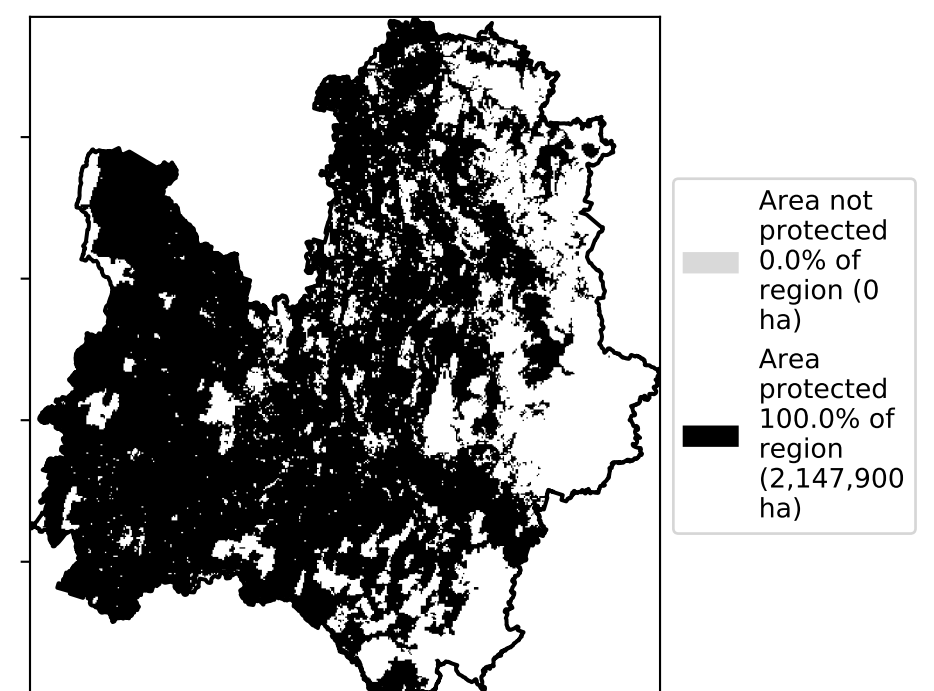 Area not
protected
0.0% of
region (0
ha)
Area
protected
100.0% of
region
(2,147,900
ha)